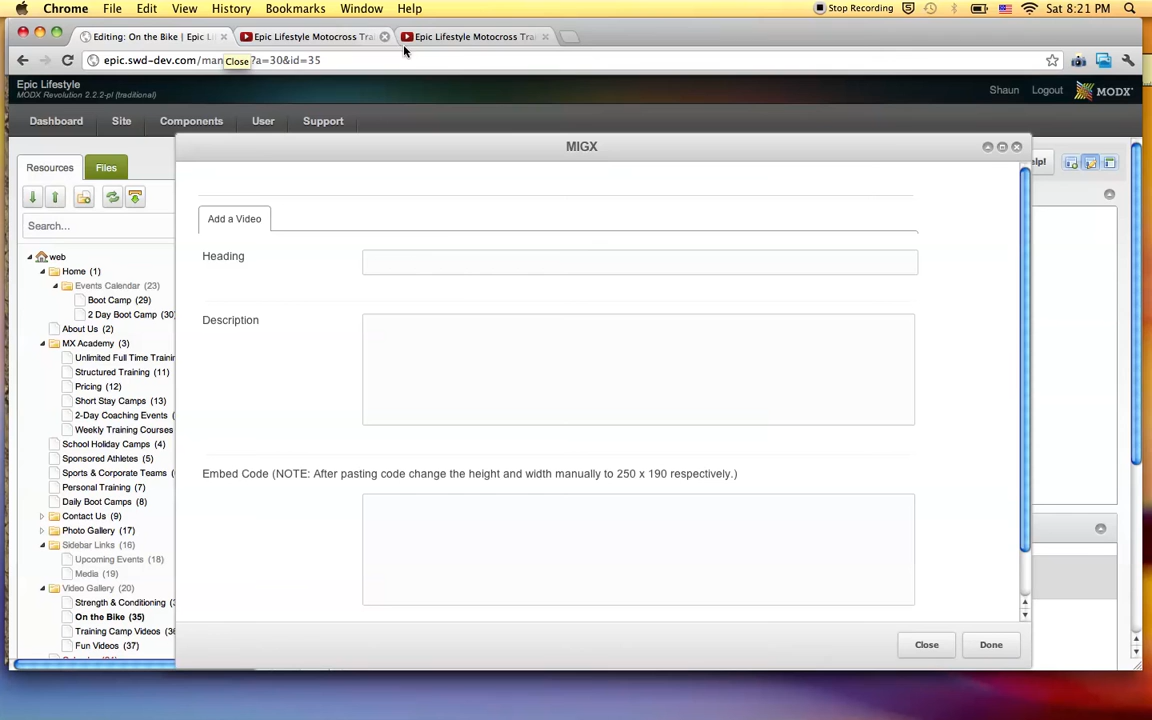 Chrome File Edit View History Bookmarks Window Help Stop Recording Sat 8:21 PM
Editing: On the Bike | Epic Li Epic Lifestyle Motocross Trai Epic Lifestyle Motocross Trai
epic.swd-dev.com/man ?a=30&id=35
Close
Epic Lifestyle
MODX Revolution 2.2.2-pl (traditional)
Shaun Logout MODX
Dashboard Site Components User Support
MIGX
Resources Files
elp!
Search...
Add a Video
Heading
Description
Embed Code (NOTE: After pasting code change the height and width manually to 250 x 190 respectively.)
web
Home (1)
Events Calendar (23)
Boot Camp (29)
2 Day Boot Camp (30)
About Us (2)
MX Academy (3)
Unlimited Full Time Trainin
Structured Training (11)
Pricing (12)
Short Stay Camps (13)
2-Day Coaching Events
Weekly Training Courses
School Holiday Camps (4)
Sponsored Athletes (5)
Sports & Corporate Teams
Personal Training (7)
Daily Boot Camps (8)
Contact Us (9)
Photo Gallery (17)
Sidebar Links (16)
Upcoming Events (18)
Media (19)
Video Gallery (20)
Strength & Conditioning (3
On the Bike (35)
Training Camp Videos (36
Fun Videos (37)
Close Done